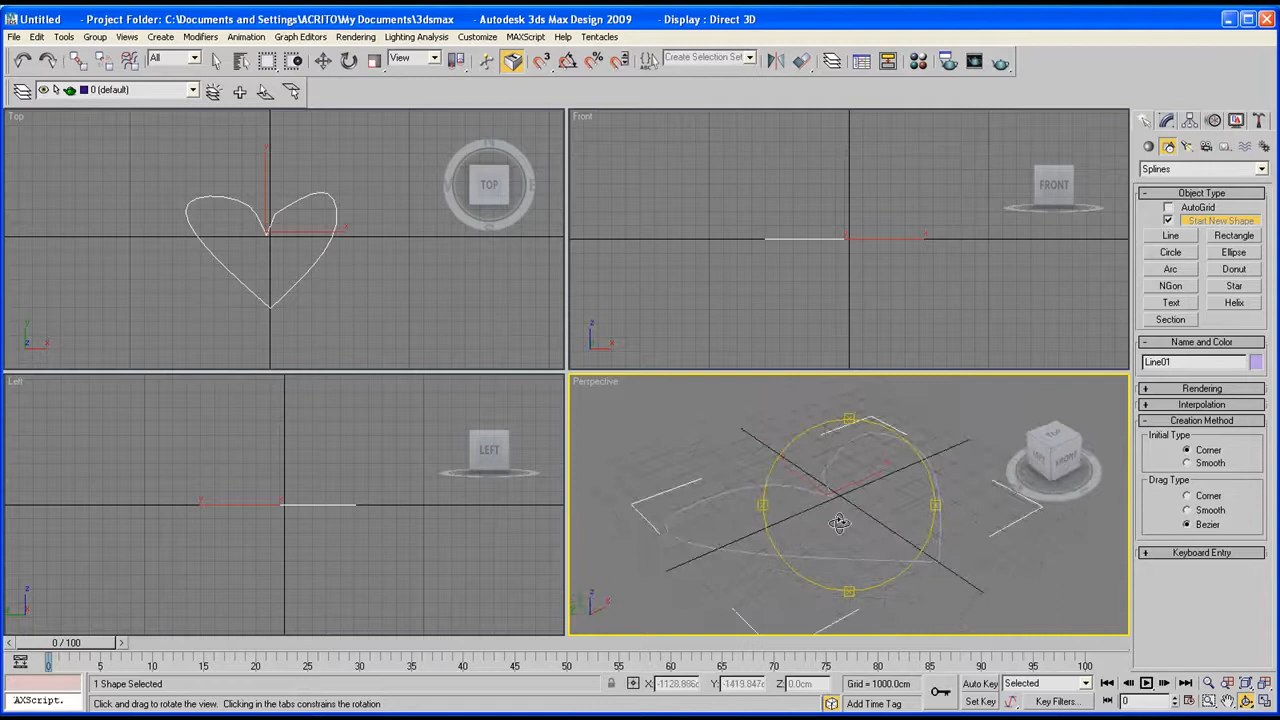 Untitled - Project Folder: C:\Documents and Settings\ACRITO\My Documents\3dsmax - Autodesk 3ds Max Design 2009 - Display : Direct 3D
File Edit Tools Group Views Create Modifiers Animation Graph Editors Rendering Lighting Analysis Customize MAXScript Help Tentacles
All View Create Selection Set
0 (default)
Top
TOP
Front
FRONT
Left
LEFT
Perspective
TOP
LEFT
FRONT
Splines
Object Type
AutoGrid
Start New Shape
Line Rectangle
Circle Ellipse
Arc Donut
NGon Star
Text Helix
Section
Name and Color
Line01
Rendering
Interpolation
Creation Method
Initial Type
Corner
Smooth
Drag Type
Corner
Smooth
Bezier
Keyboard Entry
0 / 100
0 5 10 15 20 25 30 35 40 45 50 55 60 65 70 75 80 85 90 95 100
1 Shape Selected X: -1128.886c Y: -1419.847c Z: 0.0cm Grid = 1000.0cm Auto Key Selected
AXScript. Click and drag to rotate the view. Clicking in the tabs constrains the rotation Add Time Tag Set Key Key Filters... 0